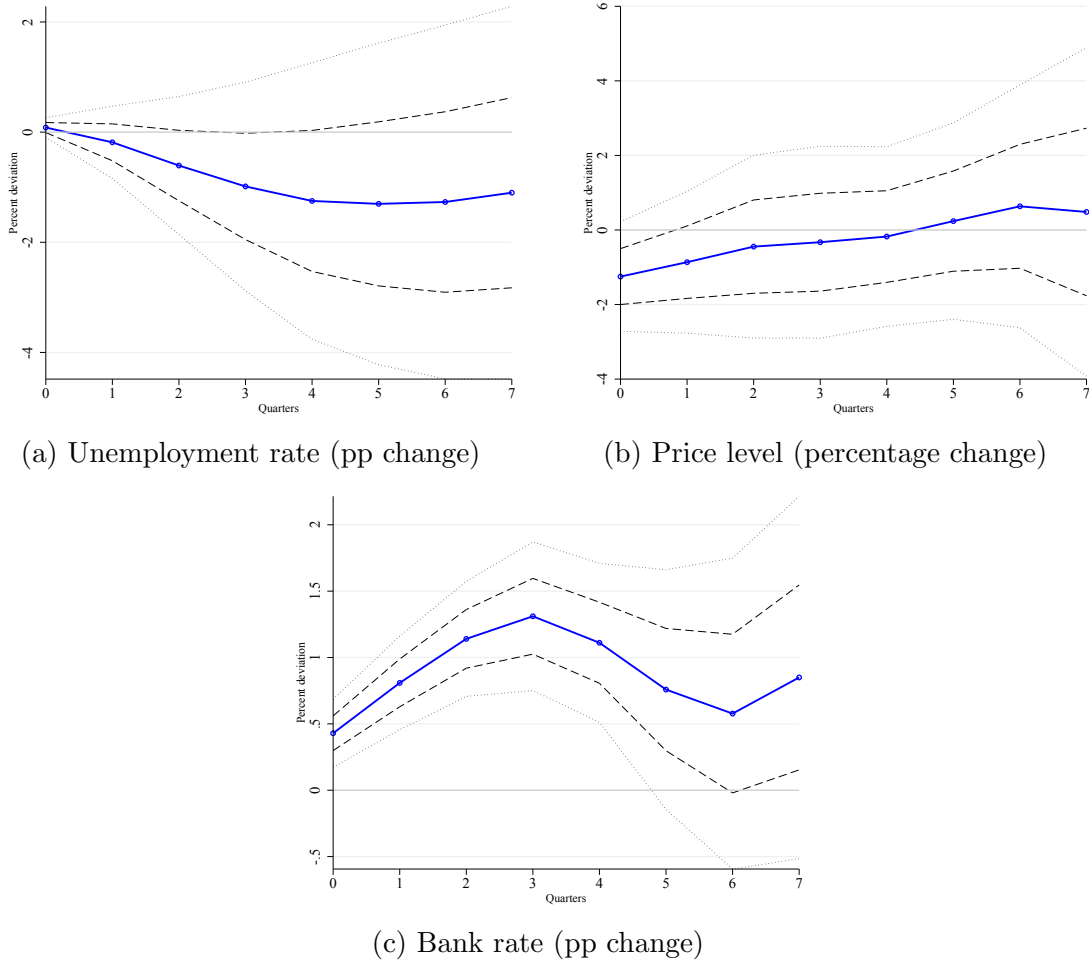 2
0
-2
-4
Percent deviation
0 1 2 3 4 5 6 7
Quarters
(a) Unemployment rate (pp change)
6
4
2
0
-2
-4
Percent deviation
0 1 2 3 4 5 6 7
Quarters
(b) Price level (percentage change)
2
1.5
1
.5
0
-.5
Percent deviation
0 1 2 3 4 5 6 7
Quarters
(c) Bank rate (pp change)